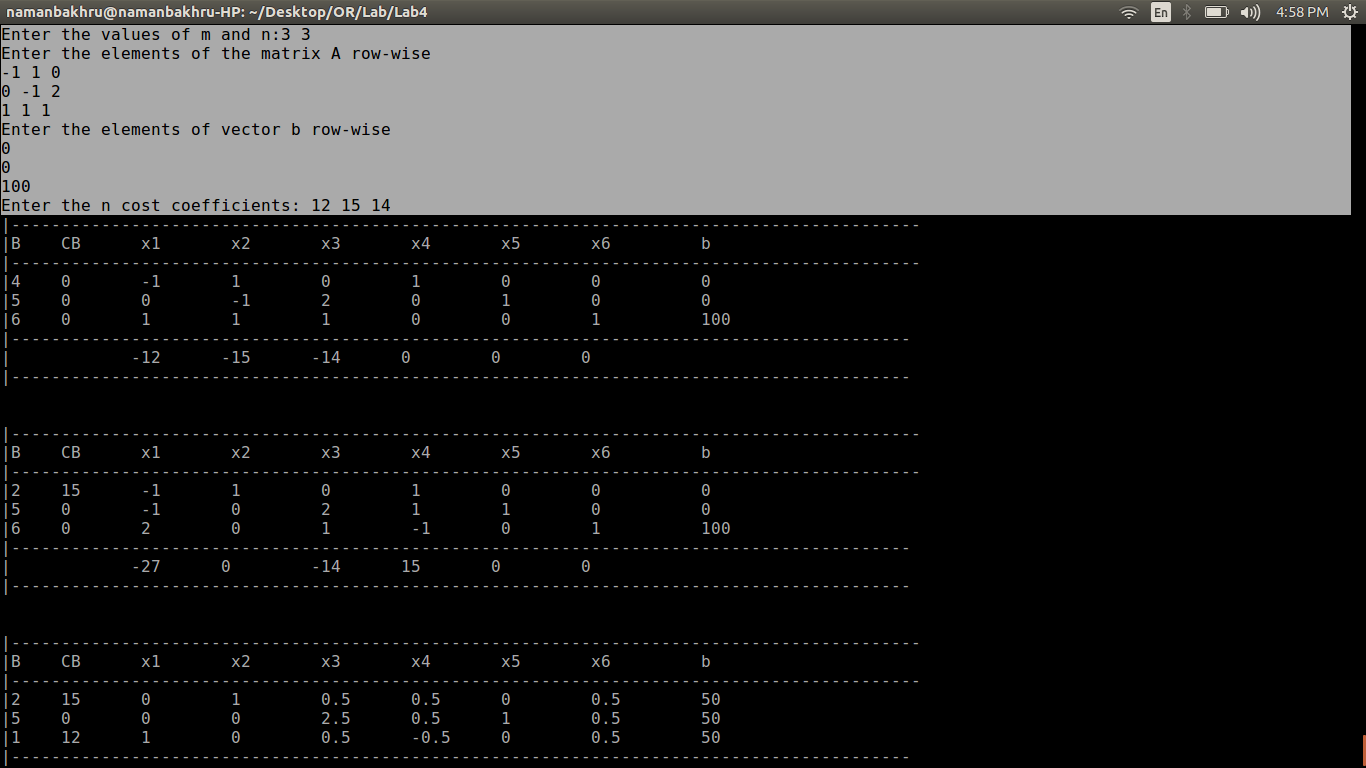 namanbakhru@namanbakhru-HP: ~/Desktop/OR/Lab/Lab4 En 4:58 PM
Enter the values of m and n:3 3
Enter the elements of the matrix A row-wise
-1 1 0
0 -1 2
1 1 1
Enter the elements of vector b row-wise
0
0
100
Enter the n cost coefficients: 12 15 14
|-------------------------------------------------------------------------------------------
|B    CB      x1       x2       x3       x4       x5       x6         b
|-------------------------------------------------------------------------------------------
|4    0       -1       1        0        1        0        0         0
|5    0       0        -1       2        0        1        0         0
|6    0       1        1        1        0        0        1         100
|------------------------------------------------------------------------------------------
|            -12      -15      -14      0        0        0
|------------------------------------------------------------------------------------------
|-------------------------------------------------------------------------------------------
|B    CB      x1       x2       x3       x4       x5       x6         b
|-------------------------------------------------------------------------------------------
|2    15      -1       1        0        1        0        0         0
|5    0       -1       0        2        1        1        0         0
|6    0       2        0        1        -1       0        1         100
|------------------------------------------------------------------------------------------
|            -27      0        -14      15       0        0
|------------------------------------------------------------------------------------------
|-------------------------------------------------------------------------------------------
|B    CB      x1       x2       x3       x4       x5       x6         b
|-------------------------------------------------------------------------------------------
|2    15      0        1        0.5      0.5      0        0.5        50
|5    0       0        0        2.5      0.5      1        0.5        50
|1    12      1        0        0.5      -0.5     0        0.5        50
|------------------------------------------------------------------------------------------